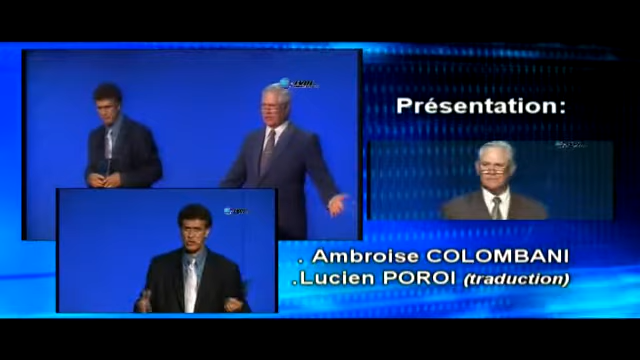 Présentation:
. Ambroise COLOMBANI
.Lucien POROI (traduction)